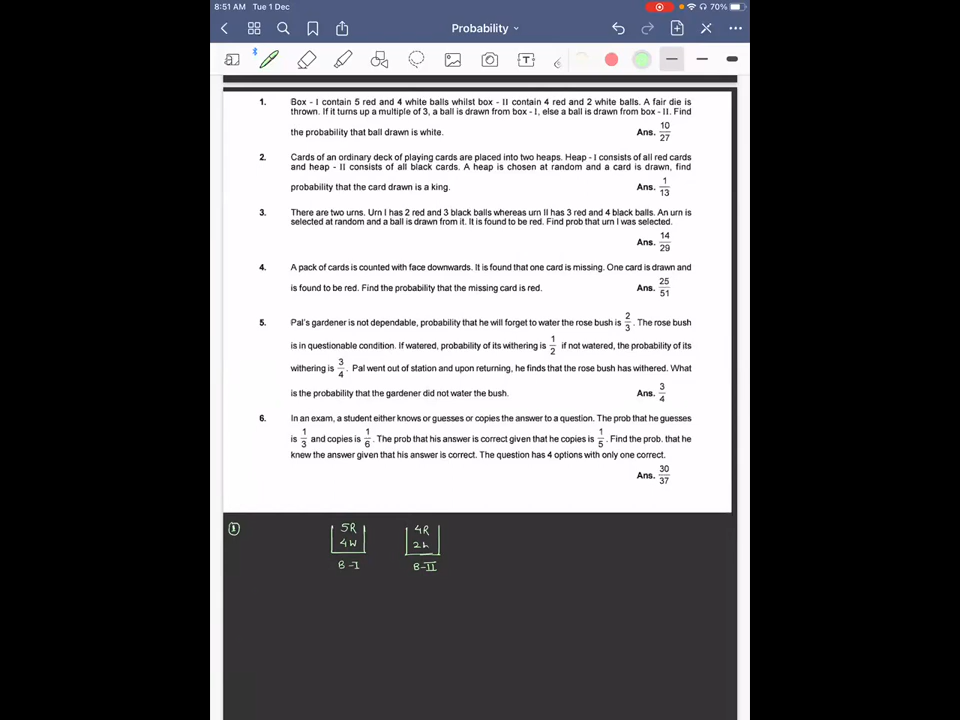 8:51 AM Tue 1 Dec 70%
Probability
1. Box - I contain 5 red and 4 white balls whilst box - II contain 4 red and 2 white balls. A fair die is
thrown. If it turns up a multiple of 3, a ball is drawn from box - I, else a ball is drawn from box - II. Find
the probability that ball drawn is white. Ans. 10/27
2. Cards of an ordinary deck of playing cards are placed into two heaps. Heap - I consists of all red cards
and heap - II consists of all black cards. A heap is chosen at random and a card is drawn, find
probability that the card drawn is a king. Ans. 1/13
3. There are two urns. Urn I has 2 red and 3 black balls whereas urn II has 3 red and 4 black balls. An urn is
selected at random and a ball is drawn from it. It is found to be red. Find prob that urn I was selected.
Ans. 14/29
4. A pack of cards is counted with face downwards. It is found that one card is missing. One card is drawn and
is found to be red. Find the probability that the missing card is red. Ans. 25/51
5. Pal's gardener is not dependable, probability that he will forget to water the rose bush is 2/3. The rose bush
is in questionable condition. If watered, probability of its withering is 1/2 if not watered, the probability of its
withering is 3/4. Pal went out of station and upon returning, he finds that the rose bush has withered. What
is the probability that the gardener did not water the bush. Ans. 3/4
6. In an exam, a student either knows or guesses or copies the answer to a question. The prob that he guesses
is 1/3 and copies is 1/6. The prob that his answer is correct given that he copies is 1/5. Find the prob. that he
knew the answer given that his answer is correct. The question has 4 options with only one correct.
Ans. 30/37
1 5R 4R
4W
B-I B-II